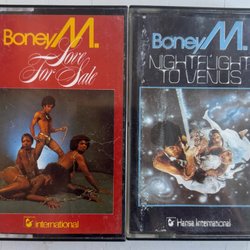 Boney M.
Love
For Sale
international
Boney M.
NIGHTFLIGHT
TO VENUS
Hansa International